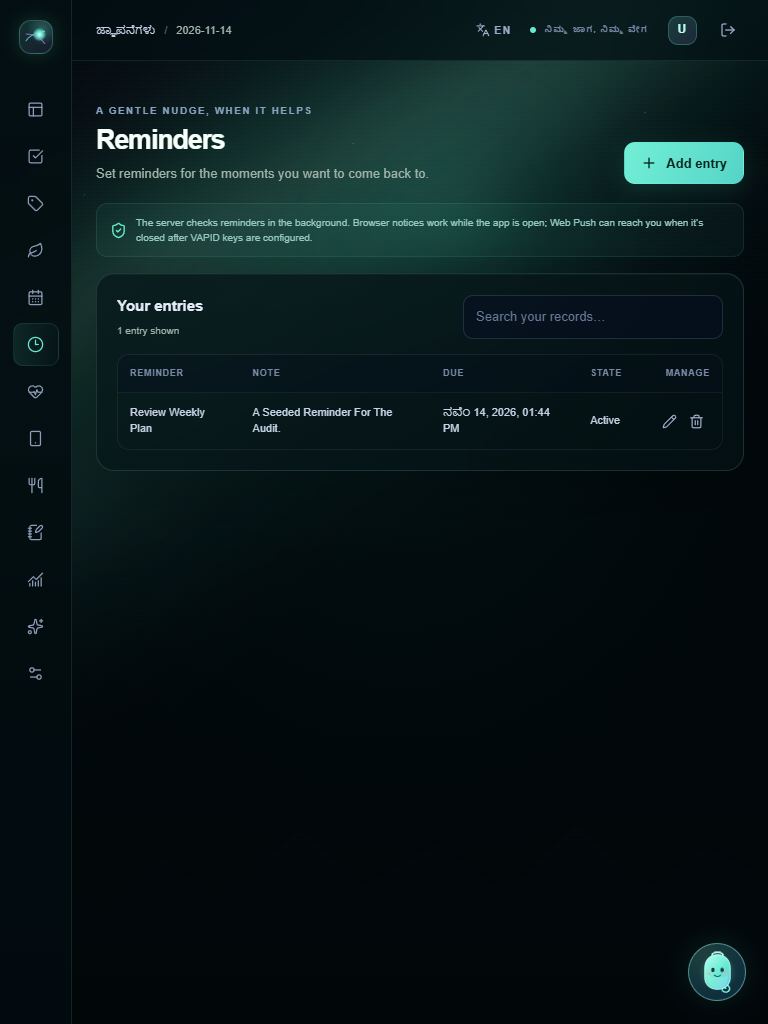 ಜ್ಞಾಪನೆಗಳು / 2026-11-14
EN
ನಿಮ್ಮ ಜಾಗ, ನಿಮ್ಮ ವೇಗ
U
A GENTLE NUDGE, WHEN IT HELPS
Reminders
Set reminders for the moments you want to come back to.
Add entry
The server checks reminders in the background. Browser notices work while the app is open; Web Push can reach you when it's
closed after VAPID keys are configured.
Your entries
1 entry shown
Search your records…
REMINDER NOTE DUE STATE MANAGE
Review Weekly
Plan
A Seeded Reminder For The
Audit.
ನವೆಂ 14, 2026, 01:44
PM
Active